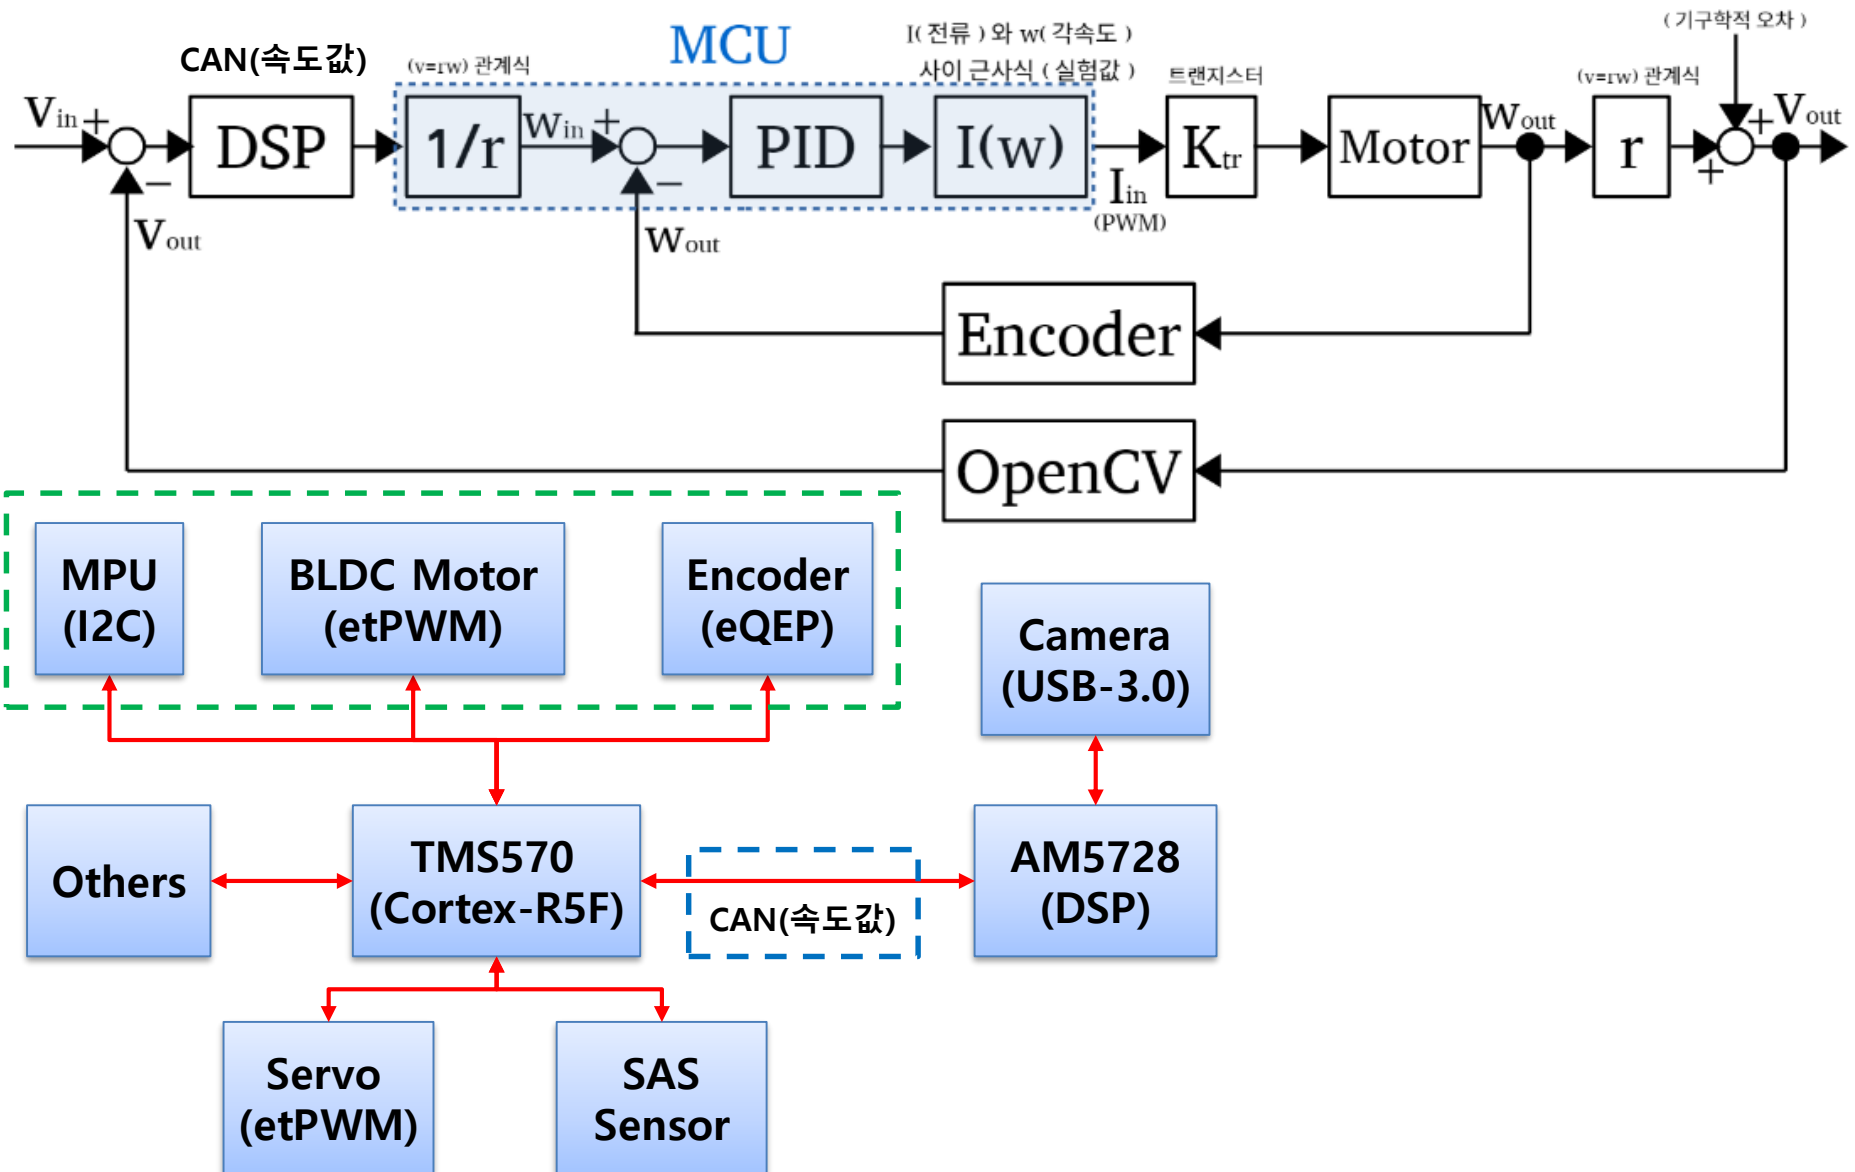 (기구학적 오차)
MCU
I(전류)와 w(각속도)
사이 근사식 (실험값)
CAN(속도값)
(v=rw) 관계식
트랜지스터
(v=rw) 관계식
Vin
+
DSP
1/r
Win
+
PID
I(w)
Ktr
Motor
Wout
r
+
Vout
−
−
+
Iin
(PWM)
Vout
Wout
Encoder
OpenCV
MPU
(I2C)
BLDC Motor
(etPWM)
Encoder
(eQEP)
Camera
(USB-3.0)
Others
TMS570
(Cortex-R5F)
CAN(속도값)
AM5728
(DSP)
Servo
(etPWM)
SAS
Sensor